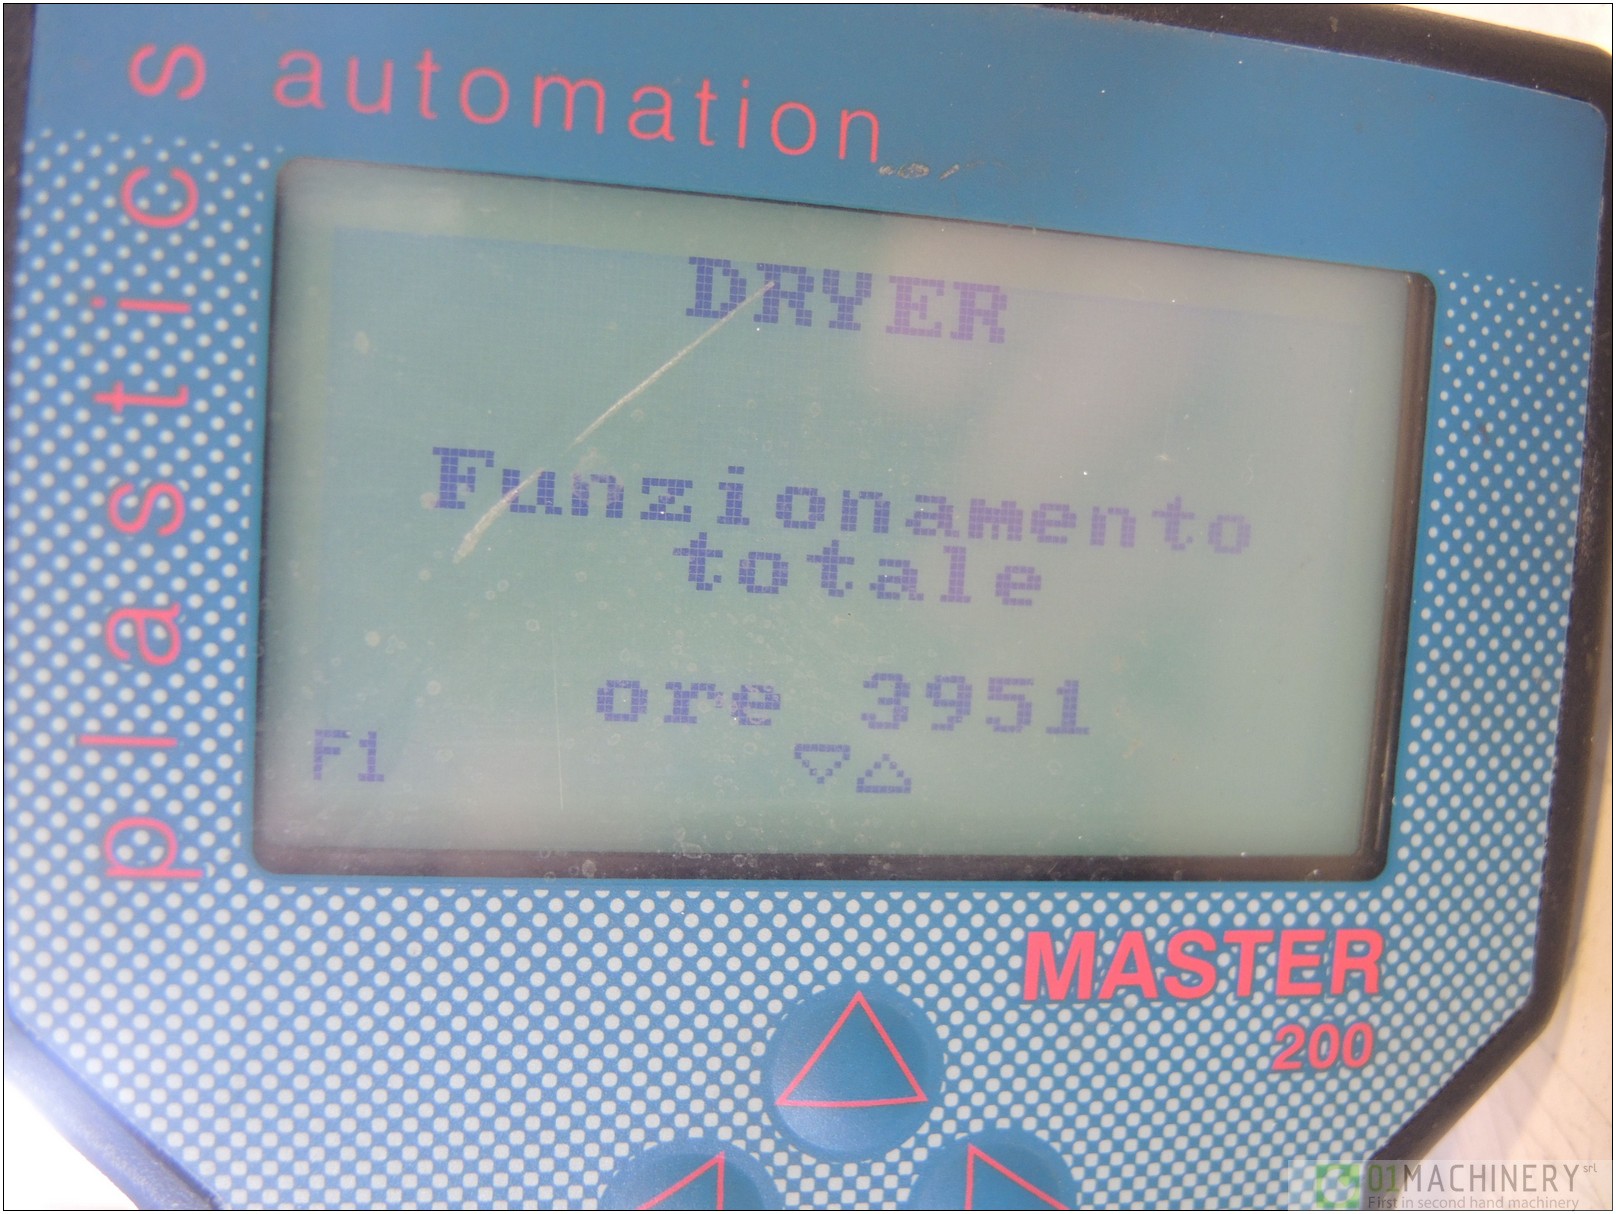 plastics automation
DRYER
Funzionamento
totale
ore 3951
F1
MASTER
200
01MACHINERY srl
First in second hand machinery